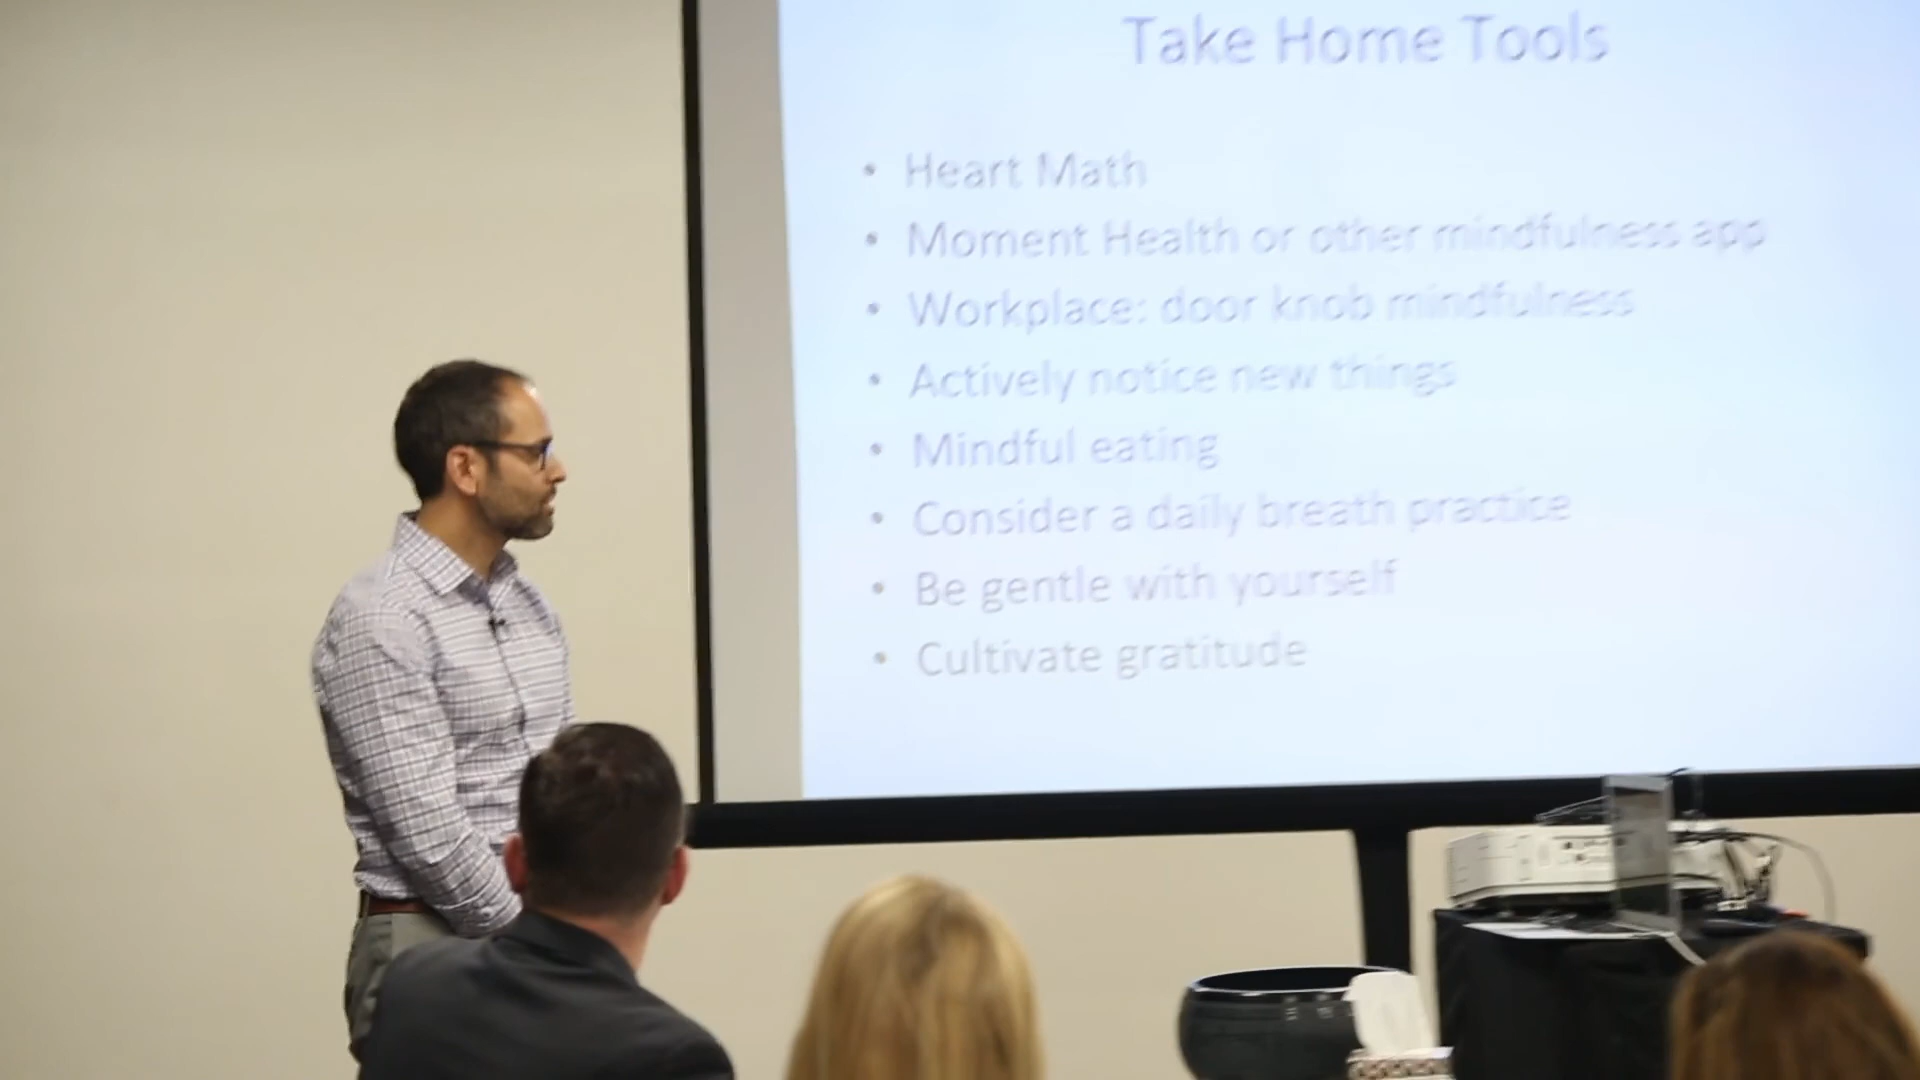 Take Home Tools
• Heart Math
• Moment Health or other mindfulness app
• Workplace: door knob mindfulness
• Actively notice new things
• Mindful eating
• Consider a daily breath practice
• Be gentle with yourself
• Cultivate gratitude